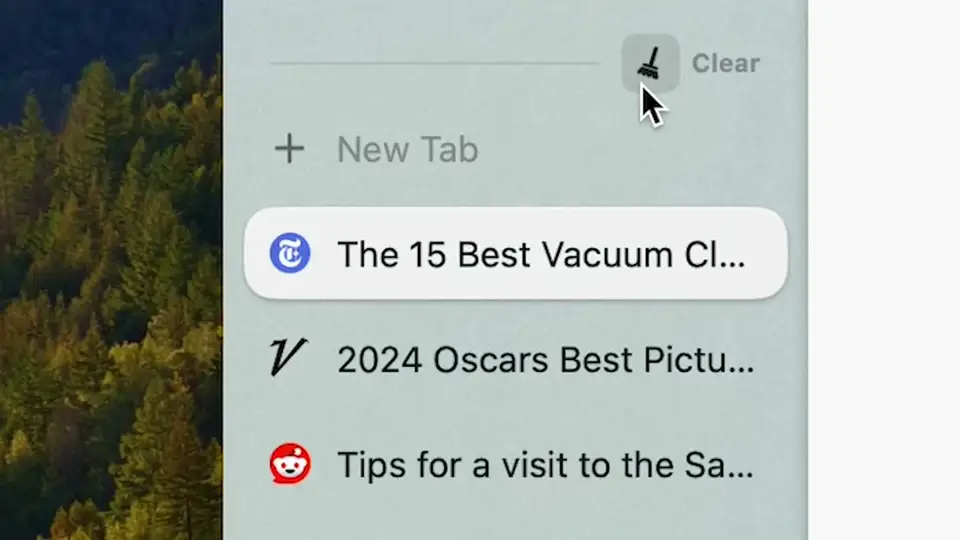 Clear
New Tab
The 15 Best Vacuum Cl...
2024 Oscars Best Pictu...
Tips for a visit to the Sa...